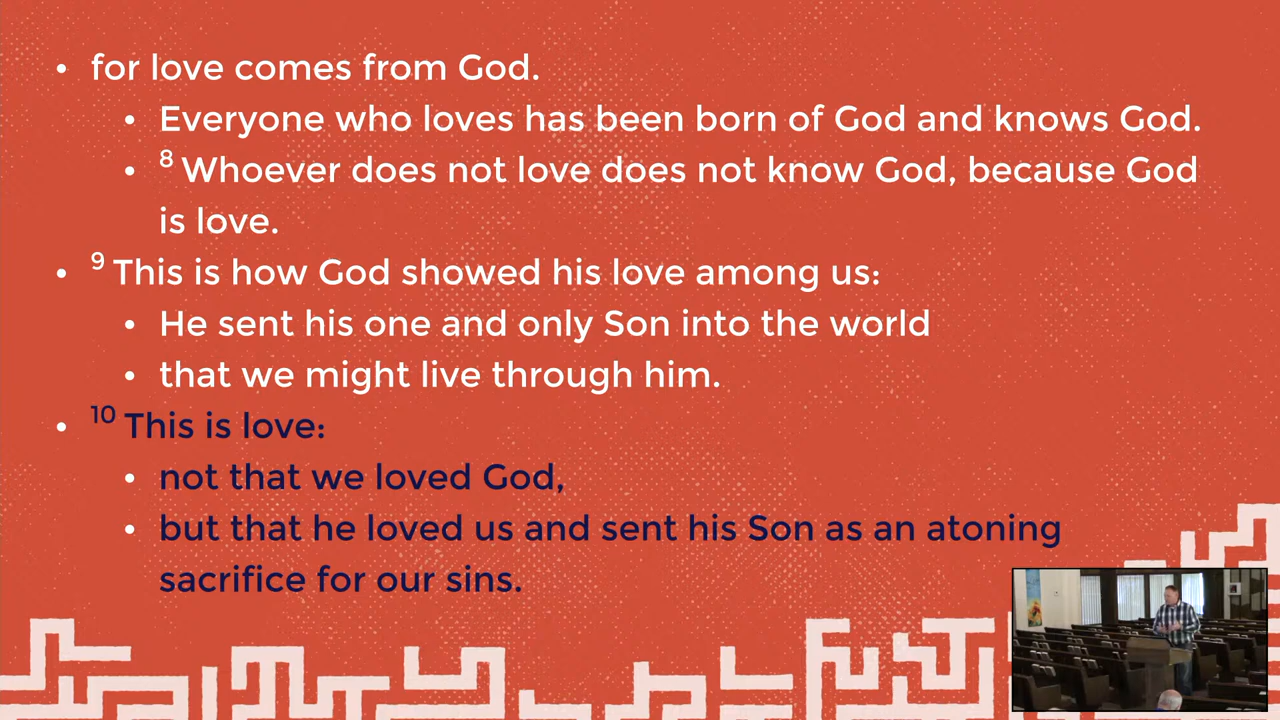 • for love comes from God.
• Everyone who loves has been born of God and knows God.
• 8 Whoever does not love does not know God, because God
is love.
• 9 This is how God showed his love among us:
• He sent his one and only Son into the world
• that we might live through him.
• 10 This is love:
• not that we loved God,
• but that he loved us and sent his Son as an atoning
sacrifice for our sins.